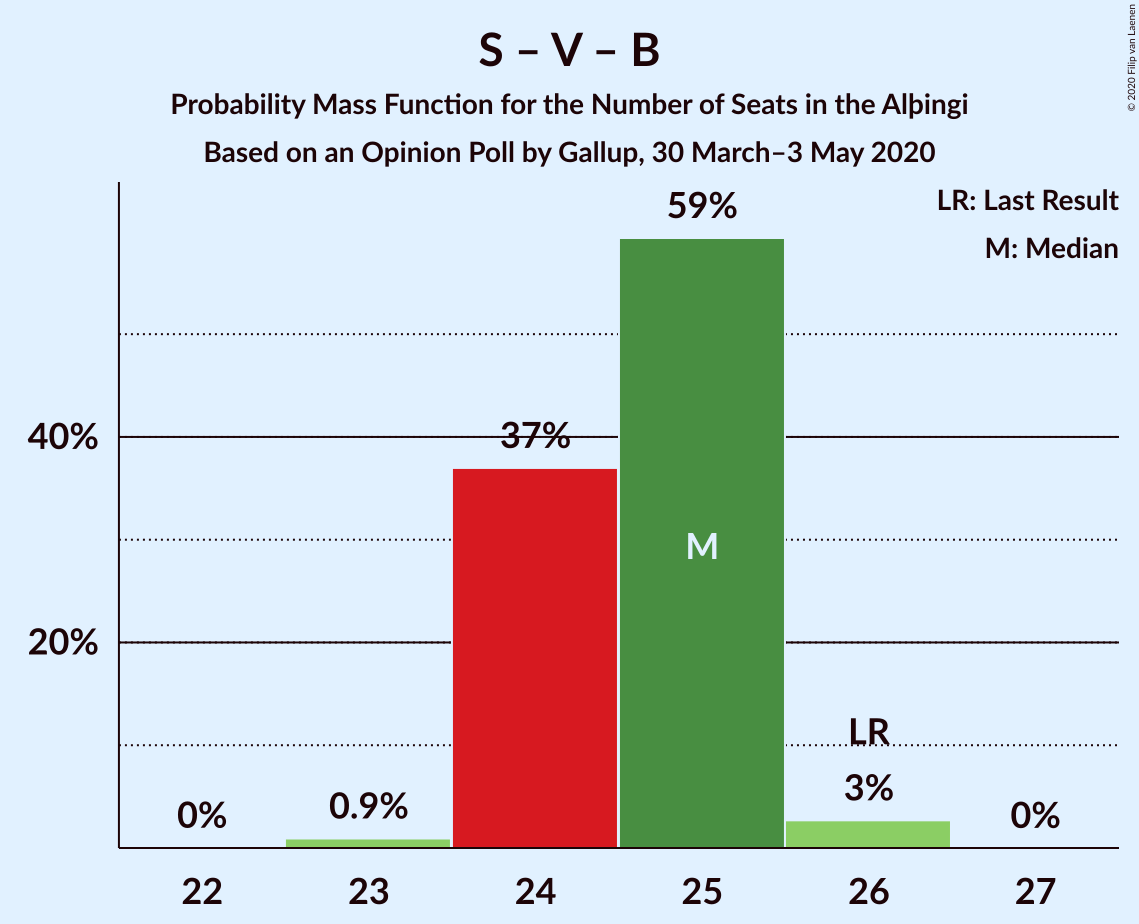 S – V – B
Probability Mass Function for the Number of Seats in the Alþingi
Based on an Opinion Poll by Gallup, 30 March–3 May 2020
© 2020 Filip van Laenen
LR: Last Result
M: Median
59%
40%
37%
M
20%
LR
0%
0.9%
3%
0%
22
23
24
25
26
27